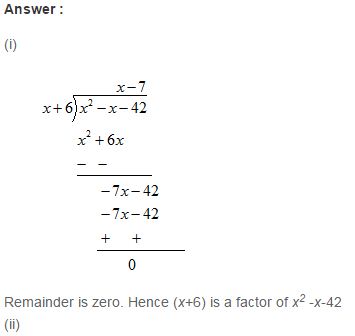 Answer :
(i)
x−7
x+6)x² −x−42
x² +6x
− −
−7x−42
−7x−42
+ +
0
Remainder is zero. Hence (x+6) is a factor of x² -x-42
(ii)